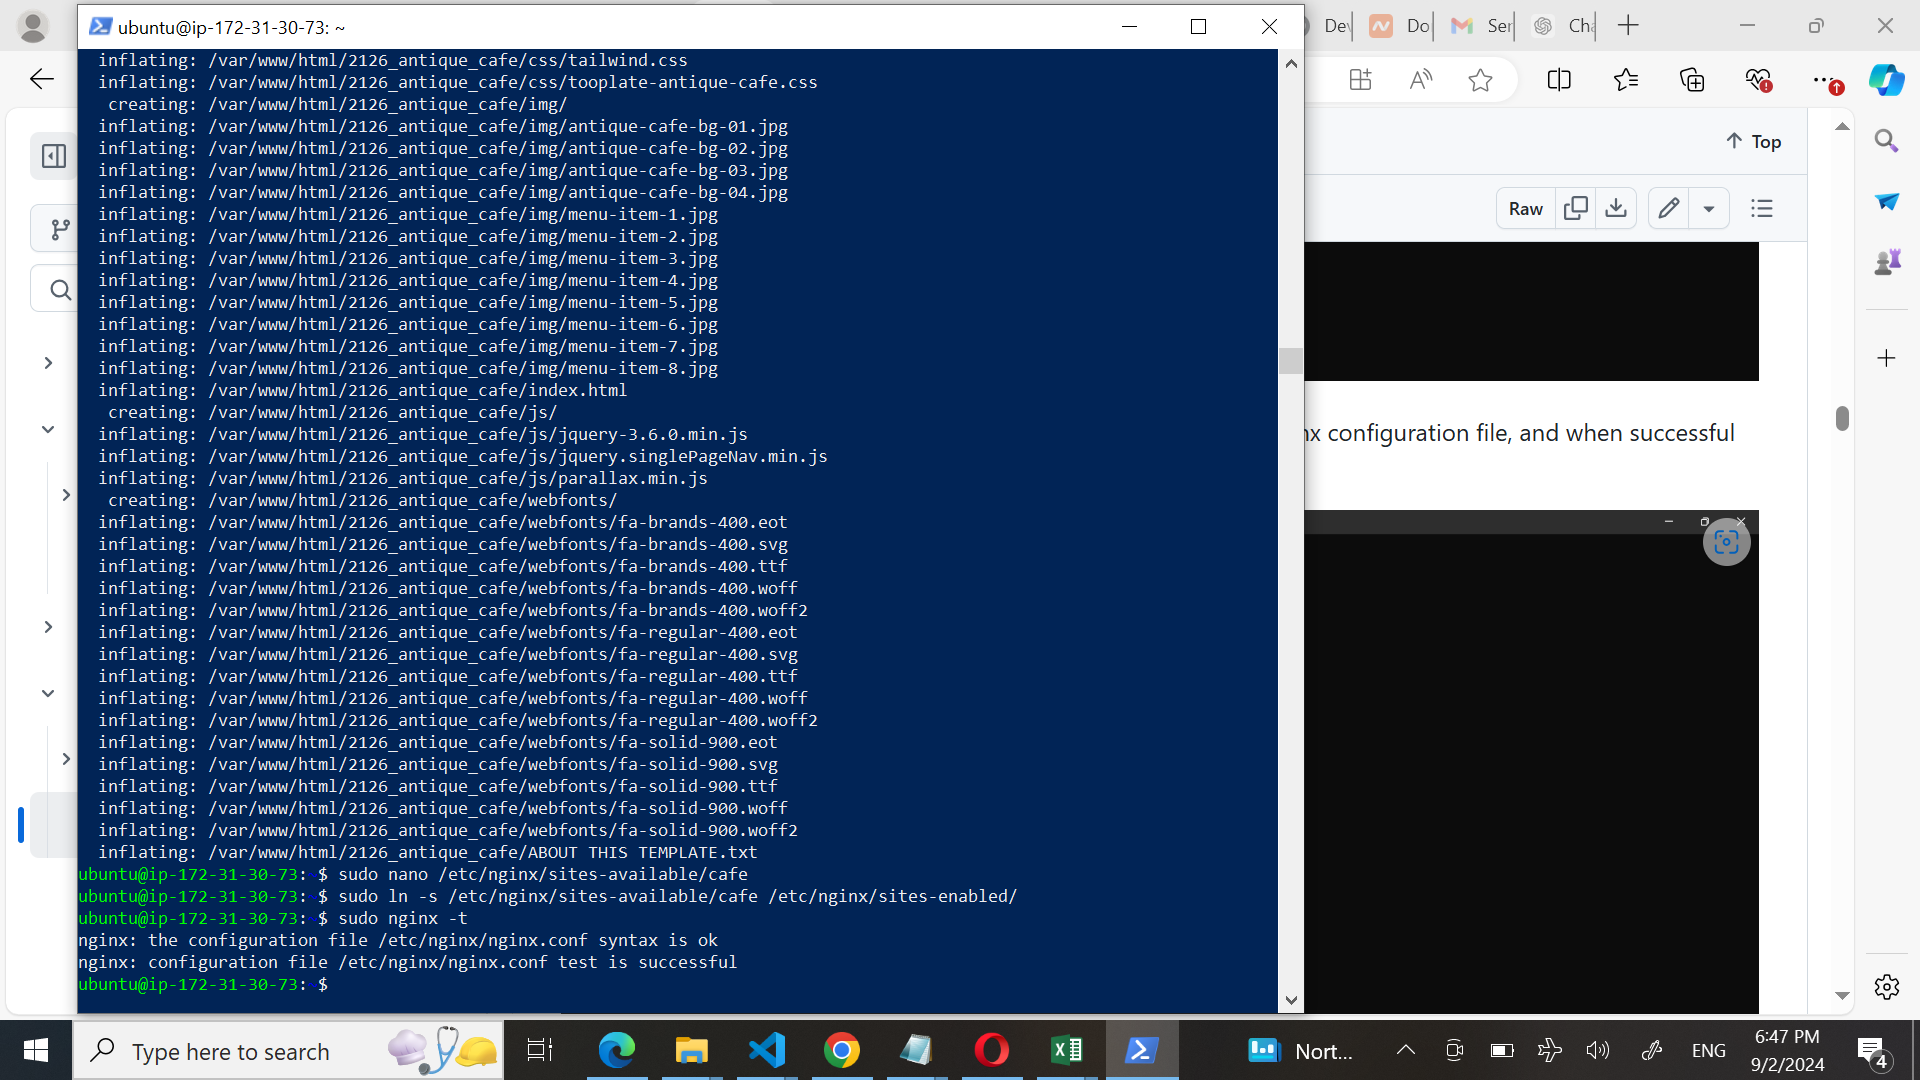 ubuntu@ip-172-31-30-73: ~
inflating: /var/www/html/2126_antique_cafe/css/tailwind.css
inflating: /var/www/html/2126_antique_cafe/css/tooplate-antique-cafe.css
creating: /var/www/html/2126_antique_cafe/img/
inflating: /var/www/html/2126_antique_cafe/img/antique-cafe-bg-01.jpg
inflating: /var/www/html/2126_antique_cafe/img/antique-cafe-bg-02.jpg
inflating: /var/www/html/2126_antique_cafe/img/antique-cafe-bg-03.jpg
inflating: /var/www/html/2126_antique_cafe/img/antique-cafe-bg-04.jpg
inflating: /var/www/html/2126_antique_cafe/img/menu-item-1.jpg
inflating: /var/www/html/2126_antique_cafe/img/menu-item-2.jpg
inflating: /var/www/html/2126_antique_cafe/img/menu-item-3.jpg
inflating: /var/www/html/2126_antique_cafe/img/menu-item-4.jpg
inflating: /var/www/html/2126_antique_cafe/img/menu-item-5.jpg
inflating: /var/www/html/2126_antique_cafe/img/menu-item-6.jpg
inflating: /var/www/html/2126_antique_cafe/img/menu-item-7.jpg
inflating: /var/www/html/2126_antique_cafe/img/menu-item-8.jpg
inflating: /var/www/html/2126_antique_cafe/index.html
creating: /var/www/html/2126_antique_cafe/js/
inflating: /var/www/html/2126_antique_cafe/js/jquery-3.6.0.min.js
inflating: /var/www/html/2126_antique_cafe/js/jquery.singlePageNav.min.js
inflating: /var/www/html/2126_antique_cafe/js/parallax.min.js
creating: /var/www/html/2126_antique_cafe/webfonts/
inflating: /var/www/html/2126_antique_cafe/webfonts/fa-brands-400.eot
inflating: /var/www/html/2126_antique_cafe/webfonts/fa-brands-400.svg
inflating: /var/www/html/2126_antique_cafe/webfonts/fa-brands-400.ttf
inflating: /var/www/html/2126_antique_cafe/webfonts/fa-brands-400.woff
inflating: /var/www/html/2126_antique_cafe/webfonts/fa-brands-400.woff2
inflating: /var/www/html/2126_antique_cafe/webfonts/fa-regular-400.eot
inflating: /var/www/html/2126_antique_cafe/webfonts/fa-regular-400.svg
inflating: /var/www/html/2126_antique_cafe/webfonts/fa-regular-400.ttf
inflating: /var/www/html/2126_antique_cafe/webfonts/fa-regular-400.woff
inflating: /var/www/html/2126_antique_cafe/webfonts/fa-regular-400.woff2
inflating: /var/www/html/2126_antique_cafe/webfonts/fa-solid-900.eot
inflating: /var/www/html/2126_antique_cafe/webfonts/fa-solid-900.svg
inflating: /var/www/html/2126_antique_cafe/webfonts/fa-solid-900.ttf
inflating: /var/www/html/2126_antique_cafe/webfonts/fa-solid-900.woff
inflating: /var/www/html/2126_antique_cafe/webfonts/fa-solid-900.woff2
inflating: /var/www/html/2126_antique_cafe/ABOUT THIS TEMPLATE.txt
ubuntu@ip-172-31-30-73:~$ sudo nano /etc/nginx/sites-available/cafe
ubuntu@ip-172-31-30-73:~$ sudo ln -s /etc/nginx/sites-available/cafe /etc/nginx/sites-enabled/
ubuntu@ip-172-31-30-73:~$ sudo nginx -t
nginx: the configuration file /etc/nginx/nginx.conf syntax is ok
nginx: configuration file /etc/nginx/nginx.conf test is successful
ubuntu@ip-172-31-30-73:~$
De
Do
Ser
Cha
Top
Raw
nx configuration file, and when successful
Type here to search
Nort...
ENG
6:47 PM
9/2/2024
4